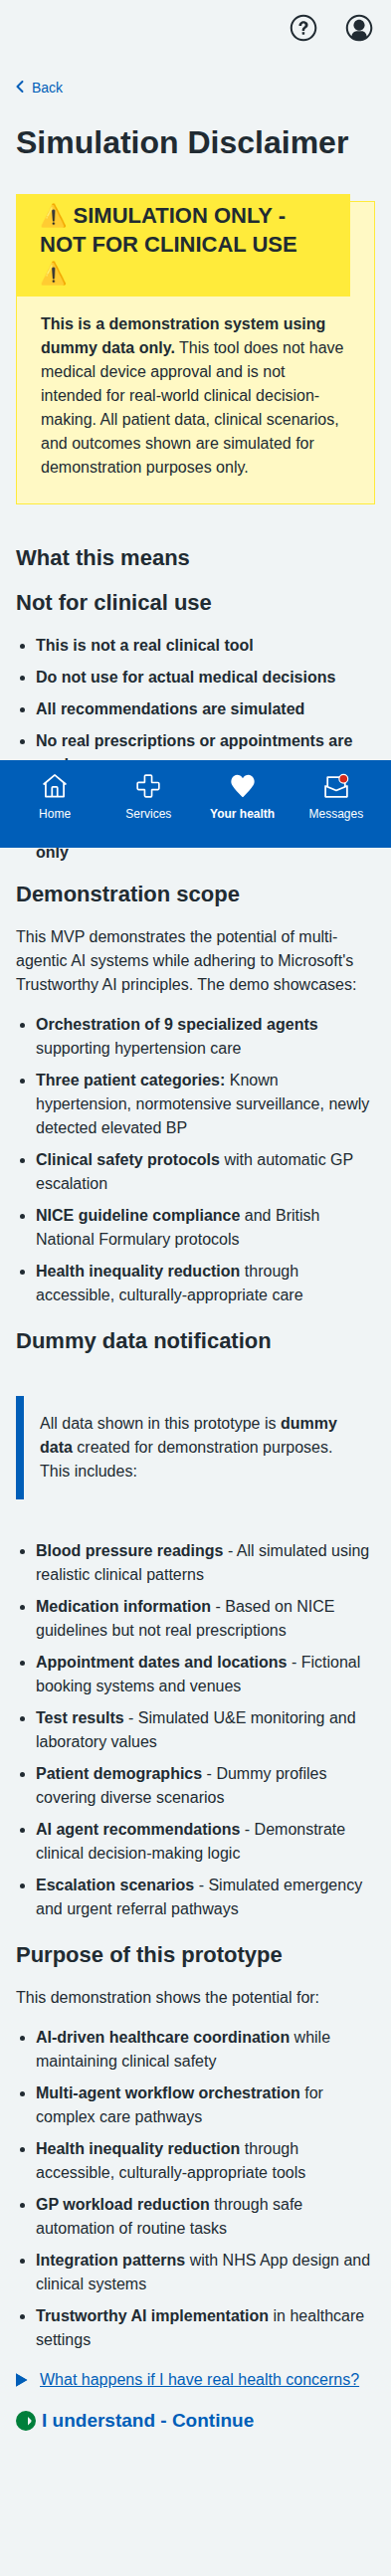 Back
Simulation Disclaimer
⚠️ SIMULATION ONLY -
NOT FOR CLINICAL USE
⚠️
This is a demonstration system using
dummy data only. This tool does not have
medical device approval and is not
intended for real-world clinical decision-
making. All patient data, clinical scenarios,
and outcomes shown are simulated for
demonstration purposes only.
What this means
Not for clinical use
This is not a real clinical tool
Do not use for actual medical decisions
All recommendations are simulated
No real prescriptions or appointments are
Home
Services
Your health
Messages
only
Demonstration scope
This MVP demonstrates the potential of multi-
agentic AI systems while adhering to Microsoft's
Trustworthy AI principles. The demo showcases:
Orchestration of 9 specialized agents
supporting hypertension care
Three patient categories: Known
hypertension, normotensive surveillance, newly
detected elevated BP
Clinical safety protocols with automatic GP
escalation
NICE guideline compliance and British
National Formulary protocols
Health inequality reduction through
accessible, culturally-appropriate care
Dummy data notification
All data shown in this prototype is dummy
data created for demonstration purposes.
This includes:
Blood pressure readings - All simulated using
realistic clinical patterns
Medication information - Based on NICE
guidelines but not real prescriptions
Appointment dates and locations - Fictional
booking systems and venues
Test results - Simulated U&E monitoring and
laboratory values
Patient demographics - Dummy profiles
covering diverse scenarios
AI agent recommendations - Demonstrate
clinical decision-making logic
Escalation scenarios - Simulated emergency
and urgent referral pathways
Purpose of this prototype
This demonstration shows the potential for:
AI-driven healthcare coordination while
maintaining clinical safety
Multi-agent workflow orchestration for
complex care pathways
Health inequality reduction through
accessible, culturally-appropriate tools
GP workload reduction through safe
automation of routine tasks
Integration patterns with NHS App design and
clinical systems
Trustworthy AI implementation in healthcare
settings
What happens if I have real health concerns?
I understand - Continue